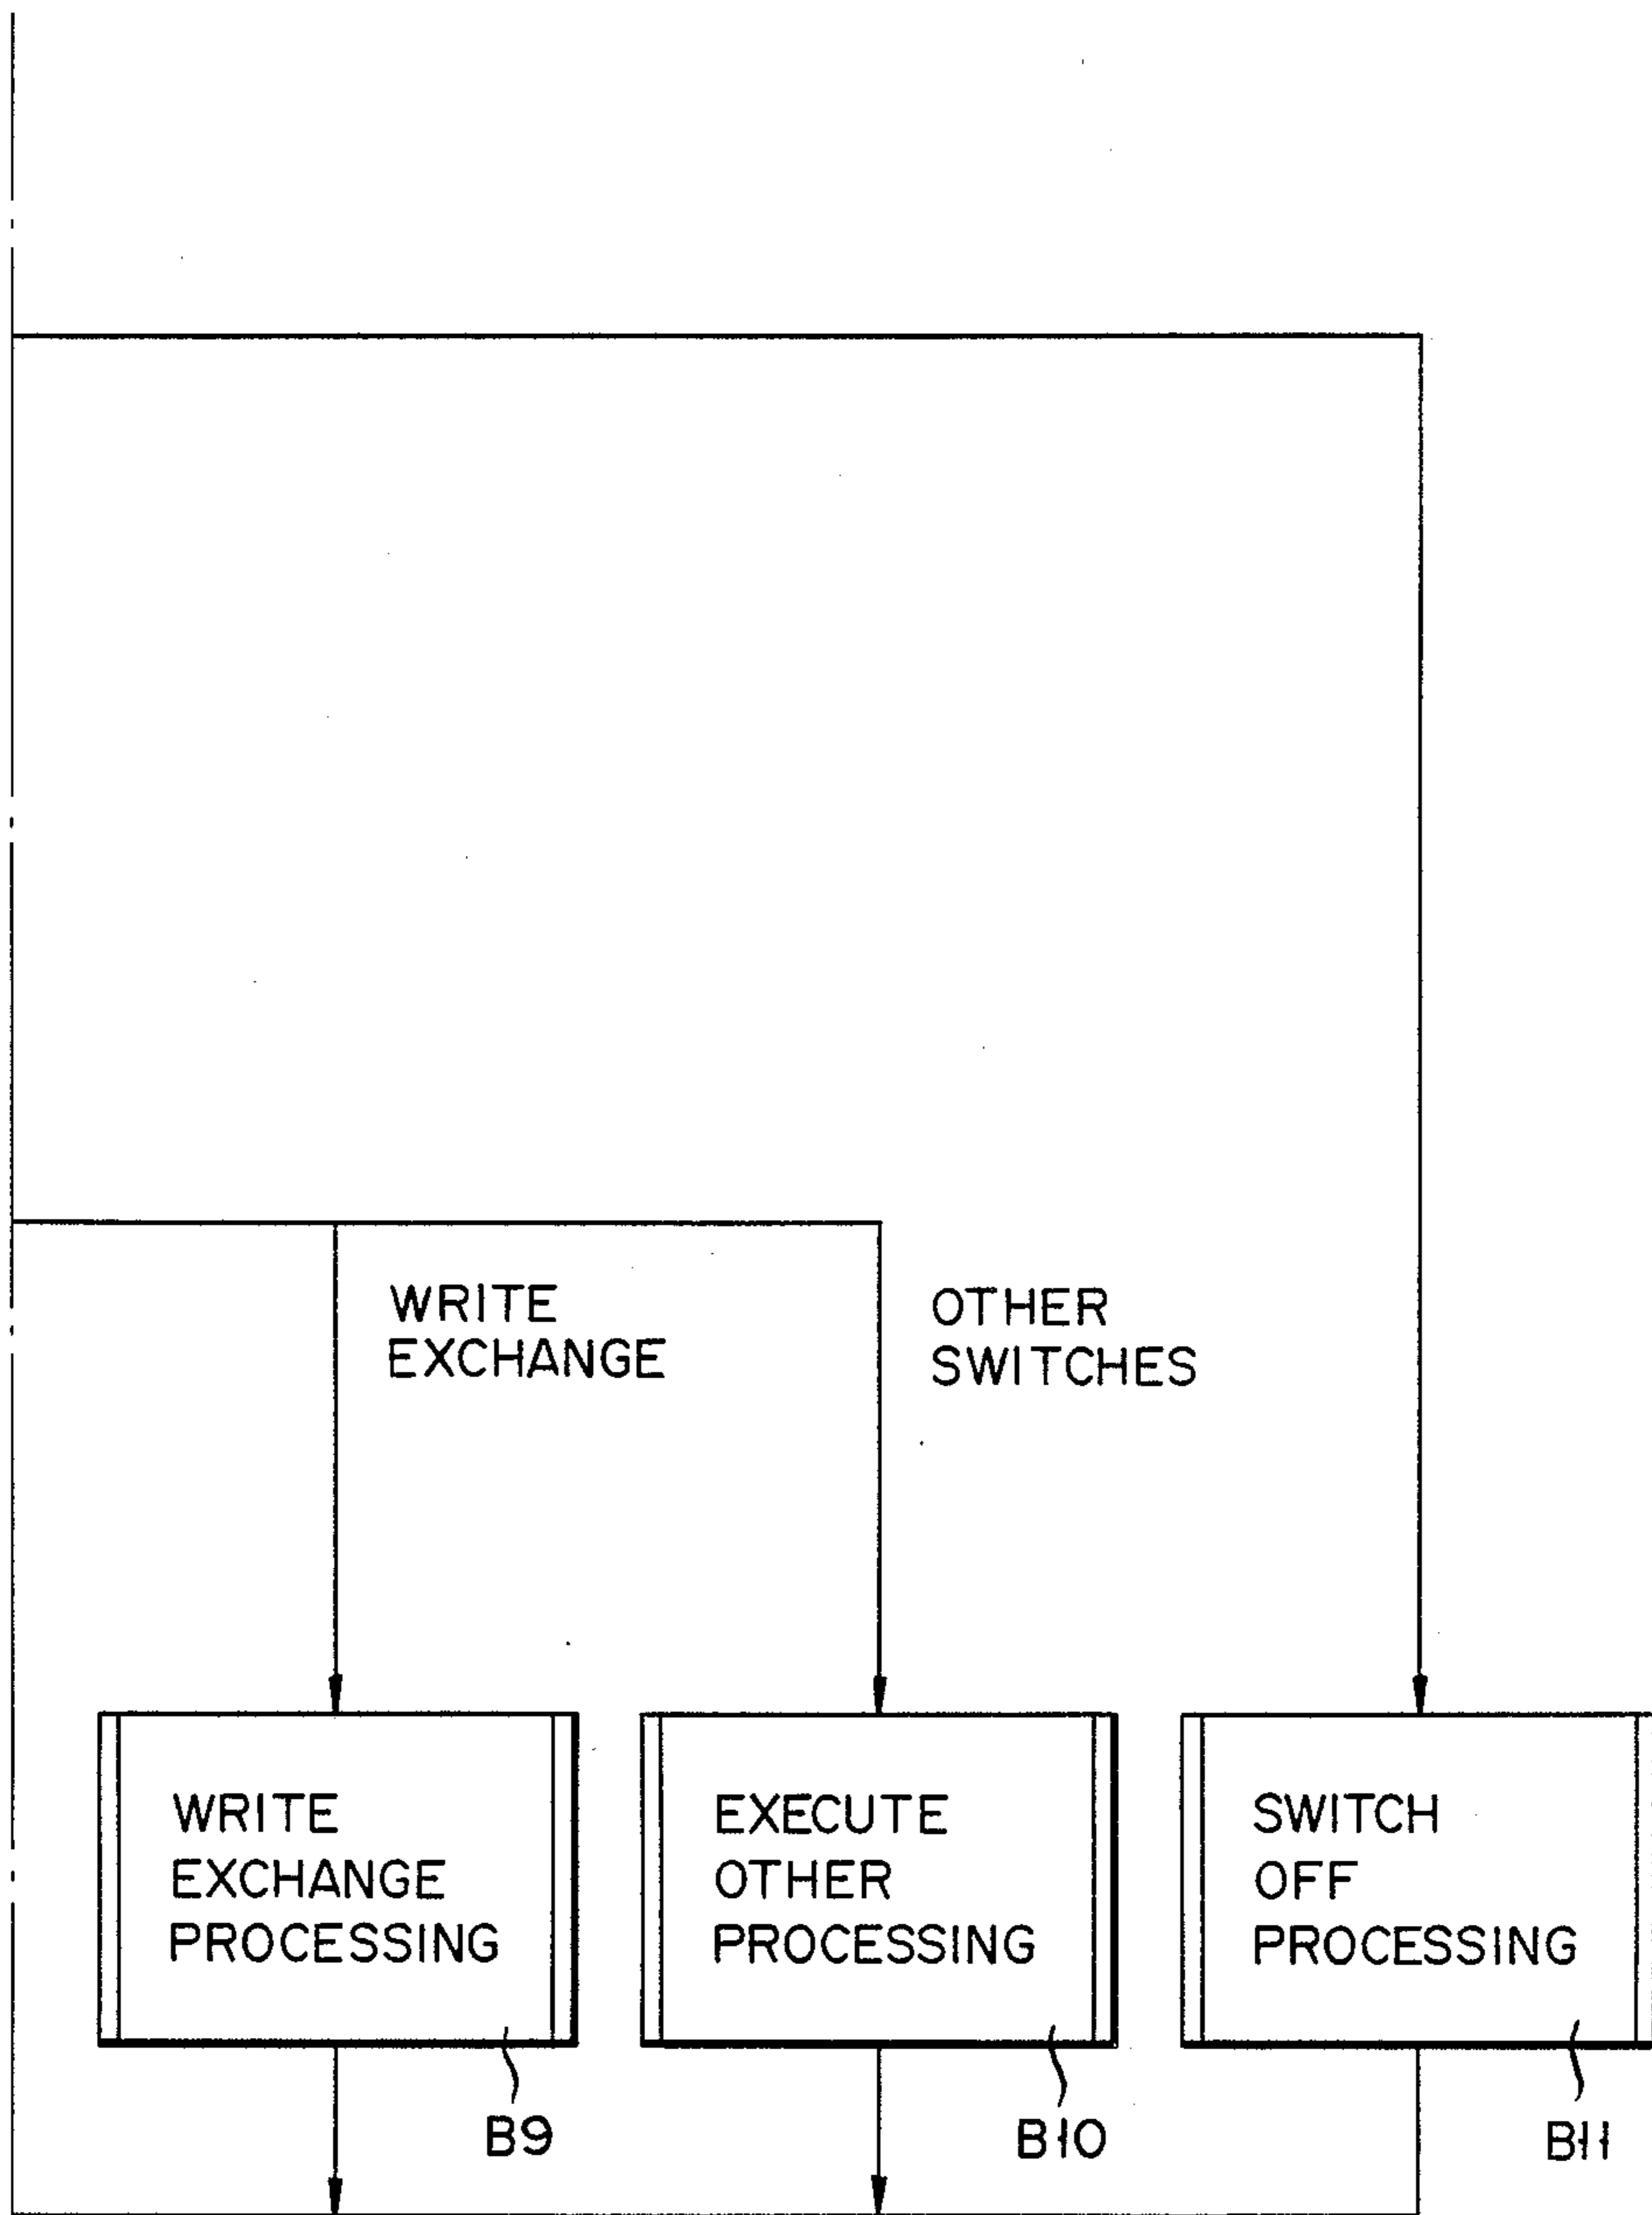 WRITE
EXCHANGE
OTHER
SWITCHES
WRITE
EXCHANGE
PROCESSING
EXECUTE
OTHER
PROCESSING
SWITCH
OFF
PROCESSING
B9
B10
B11